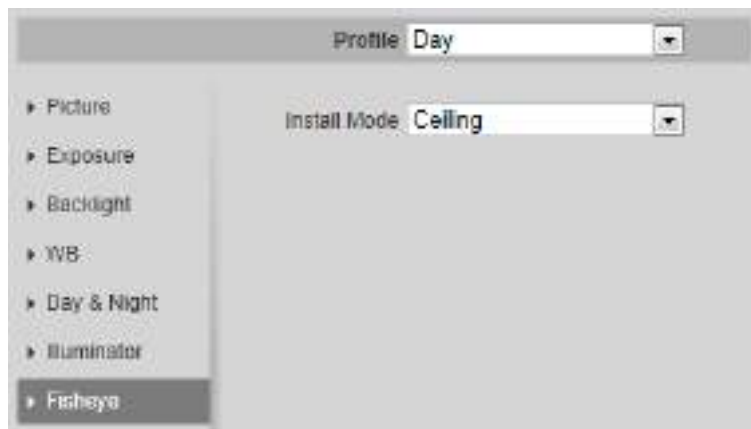 Profile Day
Install Mode Ceiling
Picture
Exposure
Backlight
WB
Day & Night
Illuminator
Fisheye